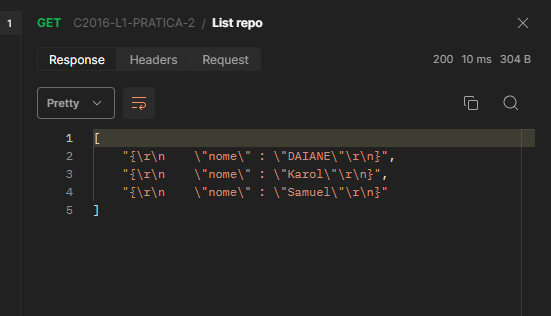 1 GET C2016-L1-PRATICA-2 / List repo
Response Headers Request 200 10 ms 304 B
Pretty
1 [
2 "{\r\n    \"nome\" : \"DAIANE\"\r\n}",
3 "{\r\n    \"nome\" : \"Karol\"\r\n}",
4 "{\r\n    \"nome\" : \"Samuel\"\r\n}"
5 ]